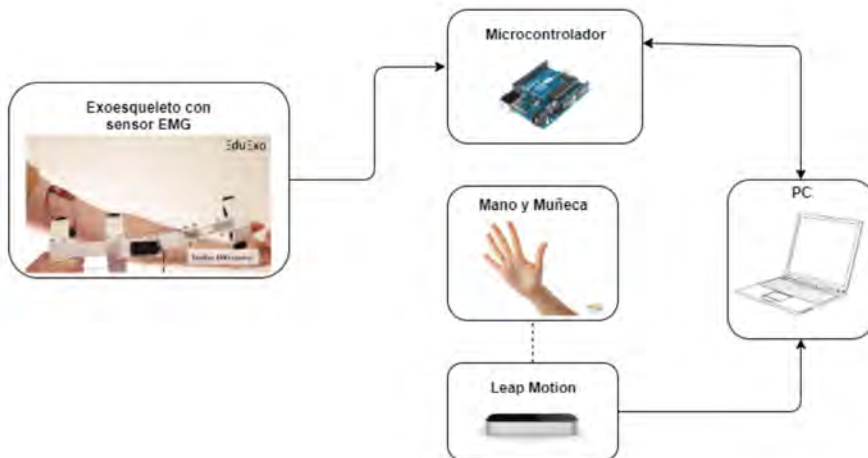 Microcontrolador
Exoesqueleto con
sensor EMG
EduExo
Mano y Muñeca
PC
Leap Motion